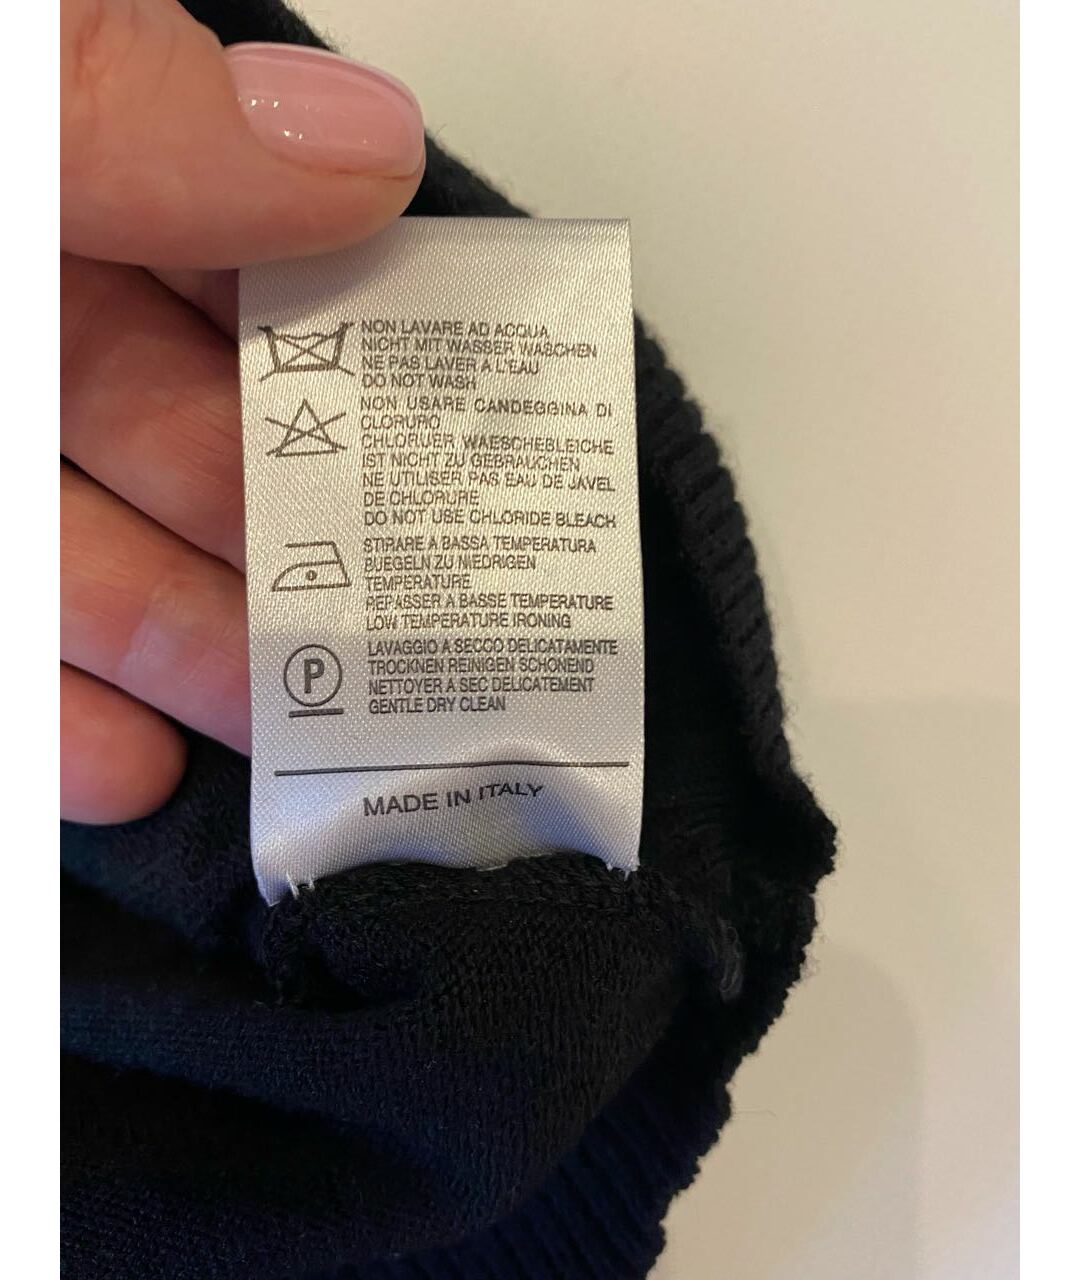 NON LAVARE AD ACQUA
NICHT MIT WASSER WASCHEN
NE PAS LAVER A L'EAU
DO NOT WASH
NON USARE CANDEGGINA DI
CLORURO
CHLORUER WAESCHEBLEICHE
IST NICHT ZU GEBRAUCHEN
NE UTILISER PAS EAU DE JAVEL
DE CHLORURE
DO NOT USE CHLORIDE BLEACH
STIRARE A BASSA TEMPERATURA
BUEGELN ZU NIEDRIGEN
TEMPERATURE
REPASSER A BASSE TEMPERATURE
LOW TEMPERATURE IRONING
P
LAVAGGIO A SECCO DELICATAMENTE
TROCKNEN REINIGEN SCHONEND
NETTOYER A SEC DELICATEMENT
GENTLE DRY CLEAN
MADE IN ITALY